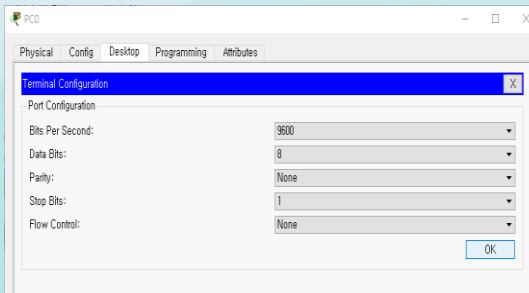 PC0
Physical Config Desktop Programming Attributes
Terminal Configuration X
Port Configuration
Bits Per Second: 9600
Data Bits: 8
Parity: None
Stop Bits: 1
Flow Control: None
OK